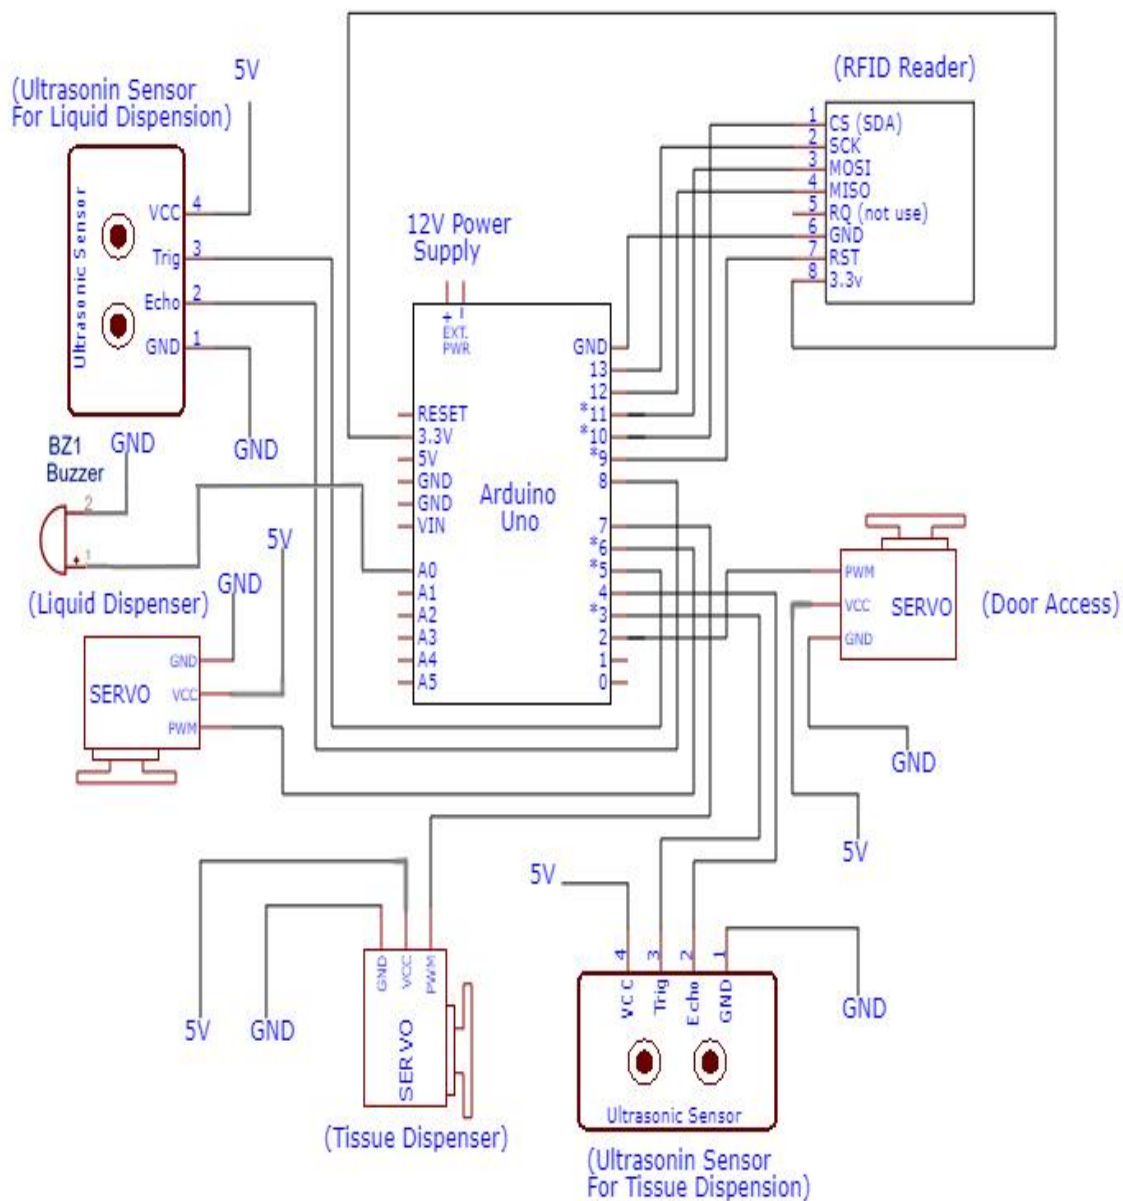 (Ultrasonin Sensor
For Liquid Dispension)
5V
Ultrasonic Sensor
VCC 4
Trig 3
Echo 2
GND 1
GND
(RFID Reader)
1 CS (SDA)
2 SCK
3 MOSI
4 MISO
5 RQ (not use)
6 GND
7 RST
8 3.3v
12V Power
Supply
+ -
EXT.
PWR
Arduino
Uno
RESET
3.3V
5V
GND
GND
VIN
A0
A1
A2
A3
A4
A5
GND
13
12
*11
*10
*9
8
7
*6
*5
4
*3
2
1
0
BZ1
Buzzer
GND
2
+ 1
(Liquid Dispenser)
5V
GND
SERVO
GND
VCC
PWM
PWM
VCC
GND
SERVO
(Door Access)
GND
5V
5V
GND
GND
VCC
PWM
SERVO
(Tissue Dispenser)
5V
4 3 2 1
VCC Trig Echo GND
GND
Ultrasonic Sensor
(Ultrasonin Sensor
For Tissue Dispension)